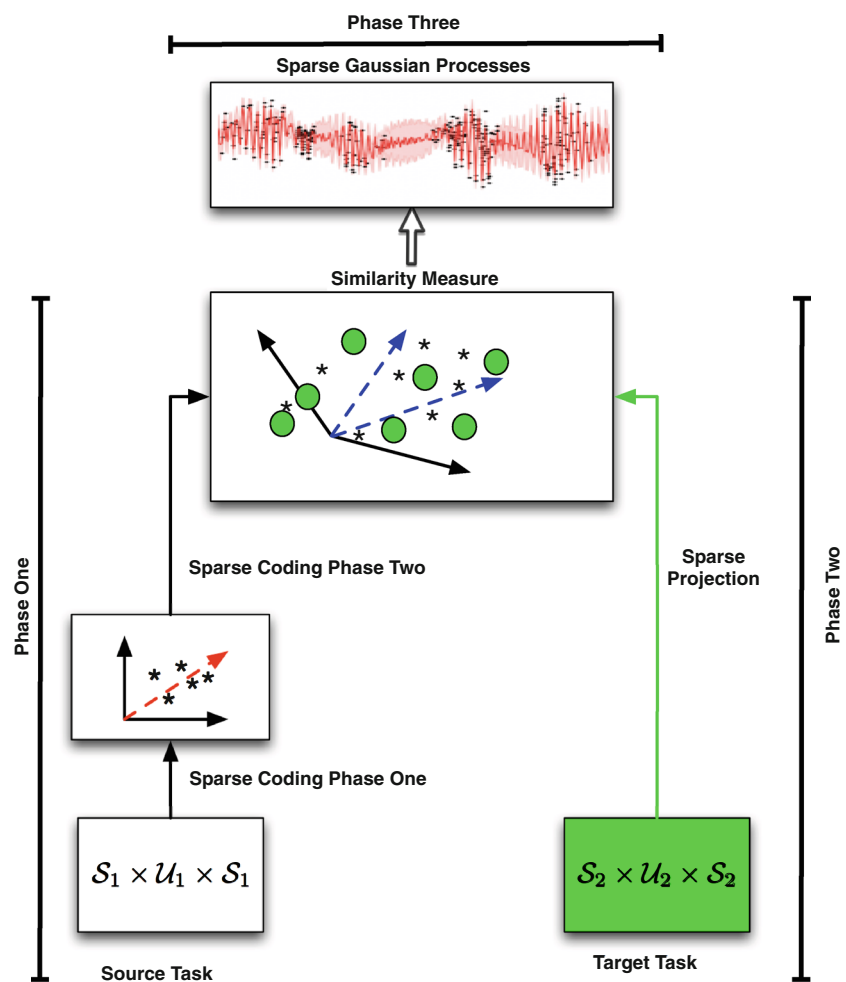 Phase Three
Sparse Gaussian Processes
Similarity Measure
Phase One
Sparse Coding Phase Two
Sparse
Projection
Phase Two
Sparse Coding Phase One
𝒮₁ × 𝒰₁ × 𝒮₁
𝒮₂ × 𝒰₂ × 𝒮₂
Source Task
Target Task